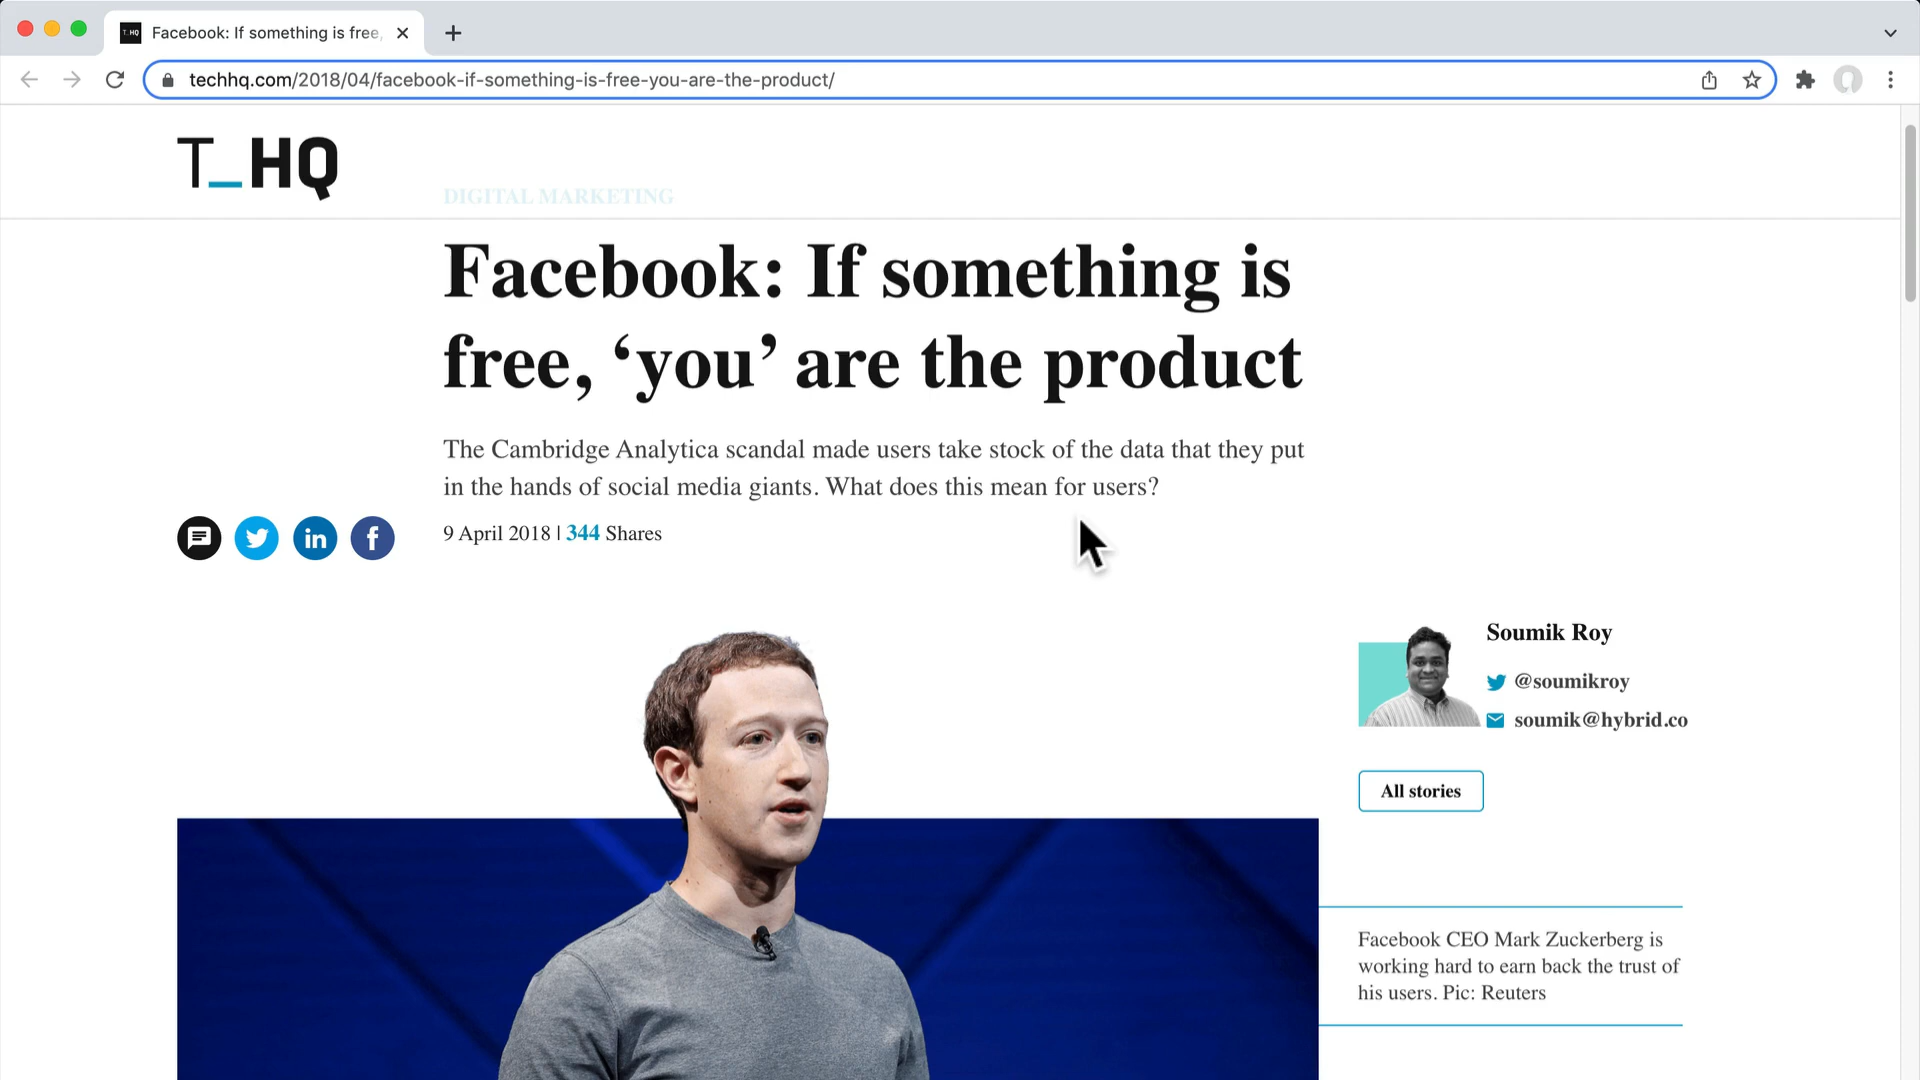 T_HQ
Facebook: If something is free,
techhq.com/2018/04/facebook-if-something-is-free-you-are-the-product/
T_HQ
DIGITAL MARKETING
Facebook: If something is
free, ‘you’ are the product
The Cambridge Analytica scandal made users take stock of the data that they put
in the hands of social media giants. What does this mean for users?
in
f
9 April 2018 | 344 Shares
Soumik Roy
@soumikroy
soumik@hybrid.co
All stories
Facebook CEO Mark Zuckerberg is
working hard to earn back the trust of
his users. Pic: Reuters